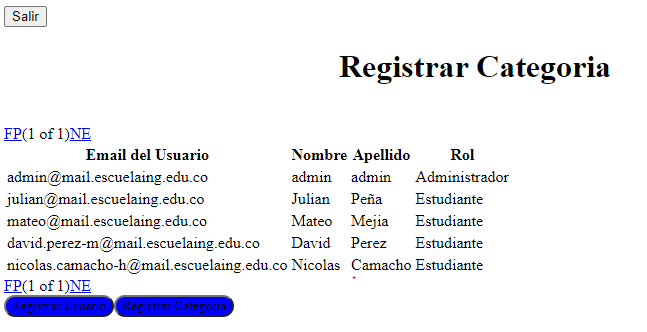 Salir
Registrar Categoria
FP(1 of 1)NE
Email del Usuario Nombre Apellido Rol
admin@mail.escuelaing.edu.co admin admin Administrador
julian@mail.escuelaing.edu.co Julian Peña Estudiante
mateo@mail.escuelaing.edu.co Mateo Mejia Estudiante
david.perez-m@mail.escuelaing.edu.co David Perez Estudiante
nicolas.camacho-h@mail.escuelaing.edu.co Nicolas Camacho Estudiante
FP(1 of 1)NE
Registrar Usuario Registrar Categoria